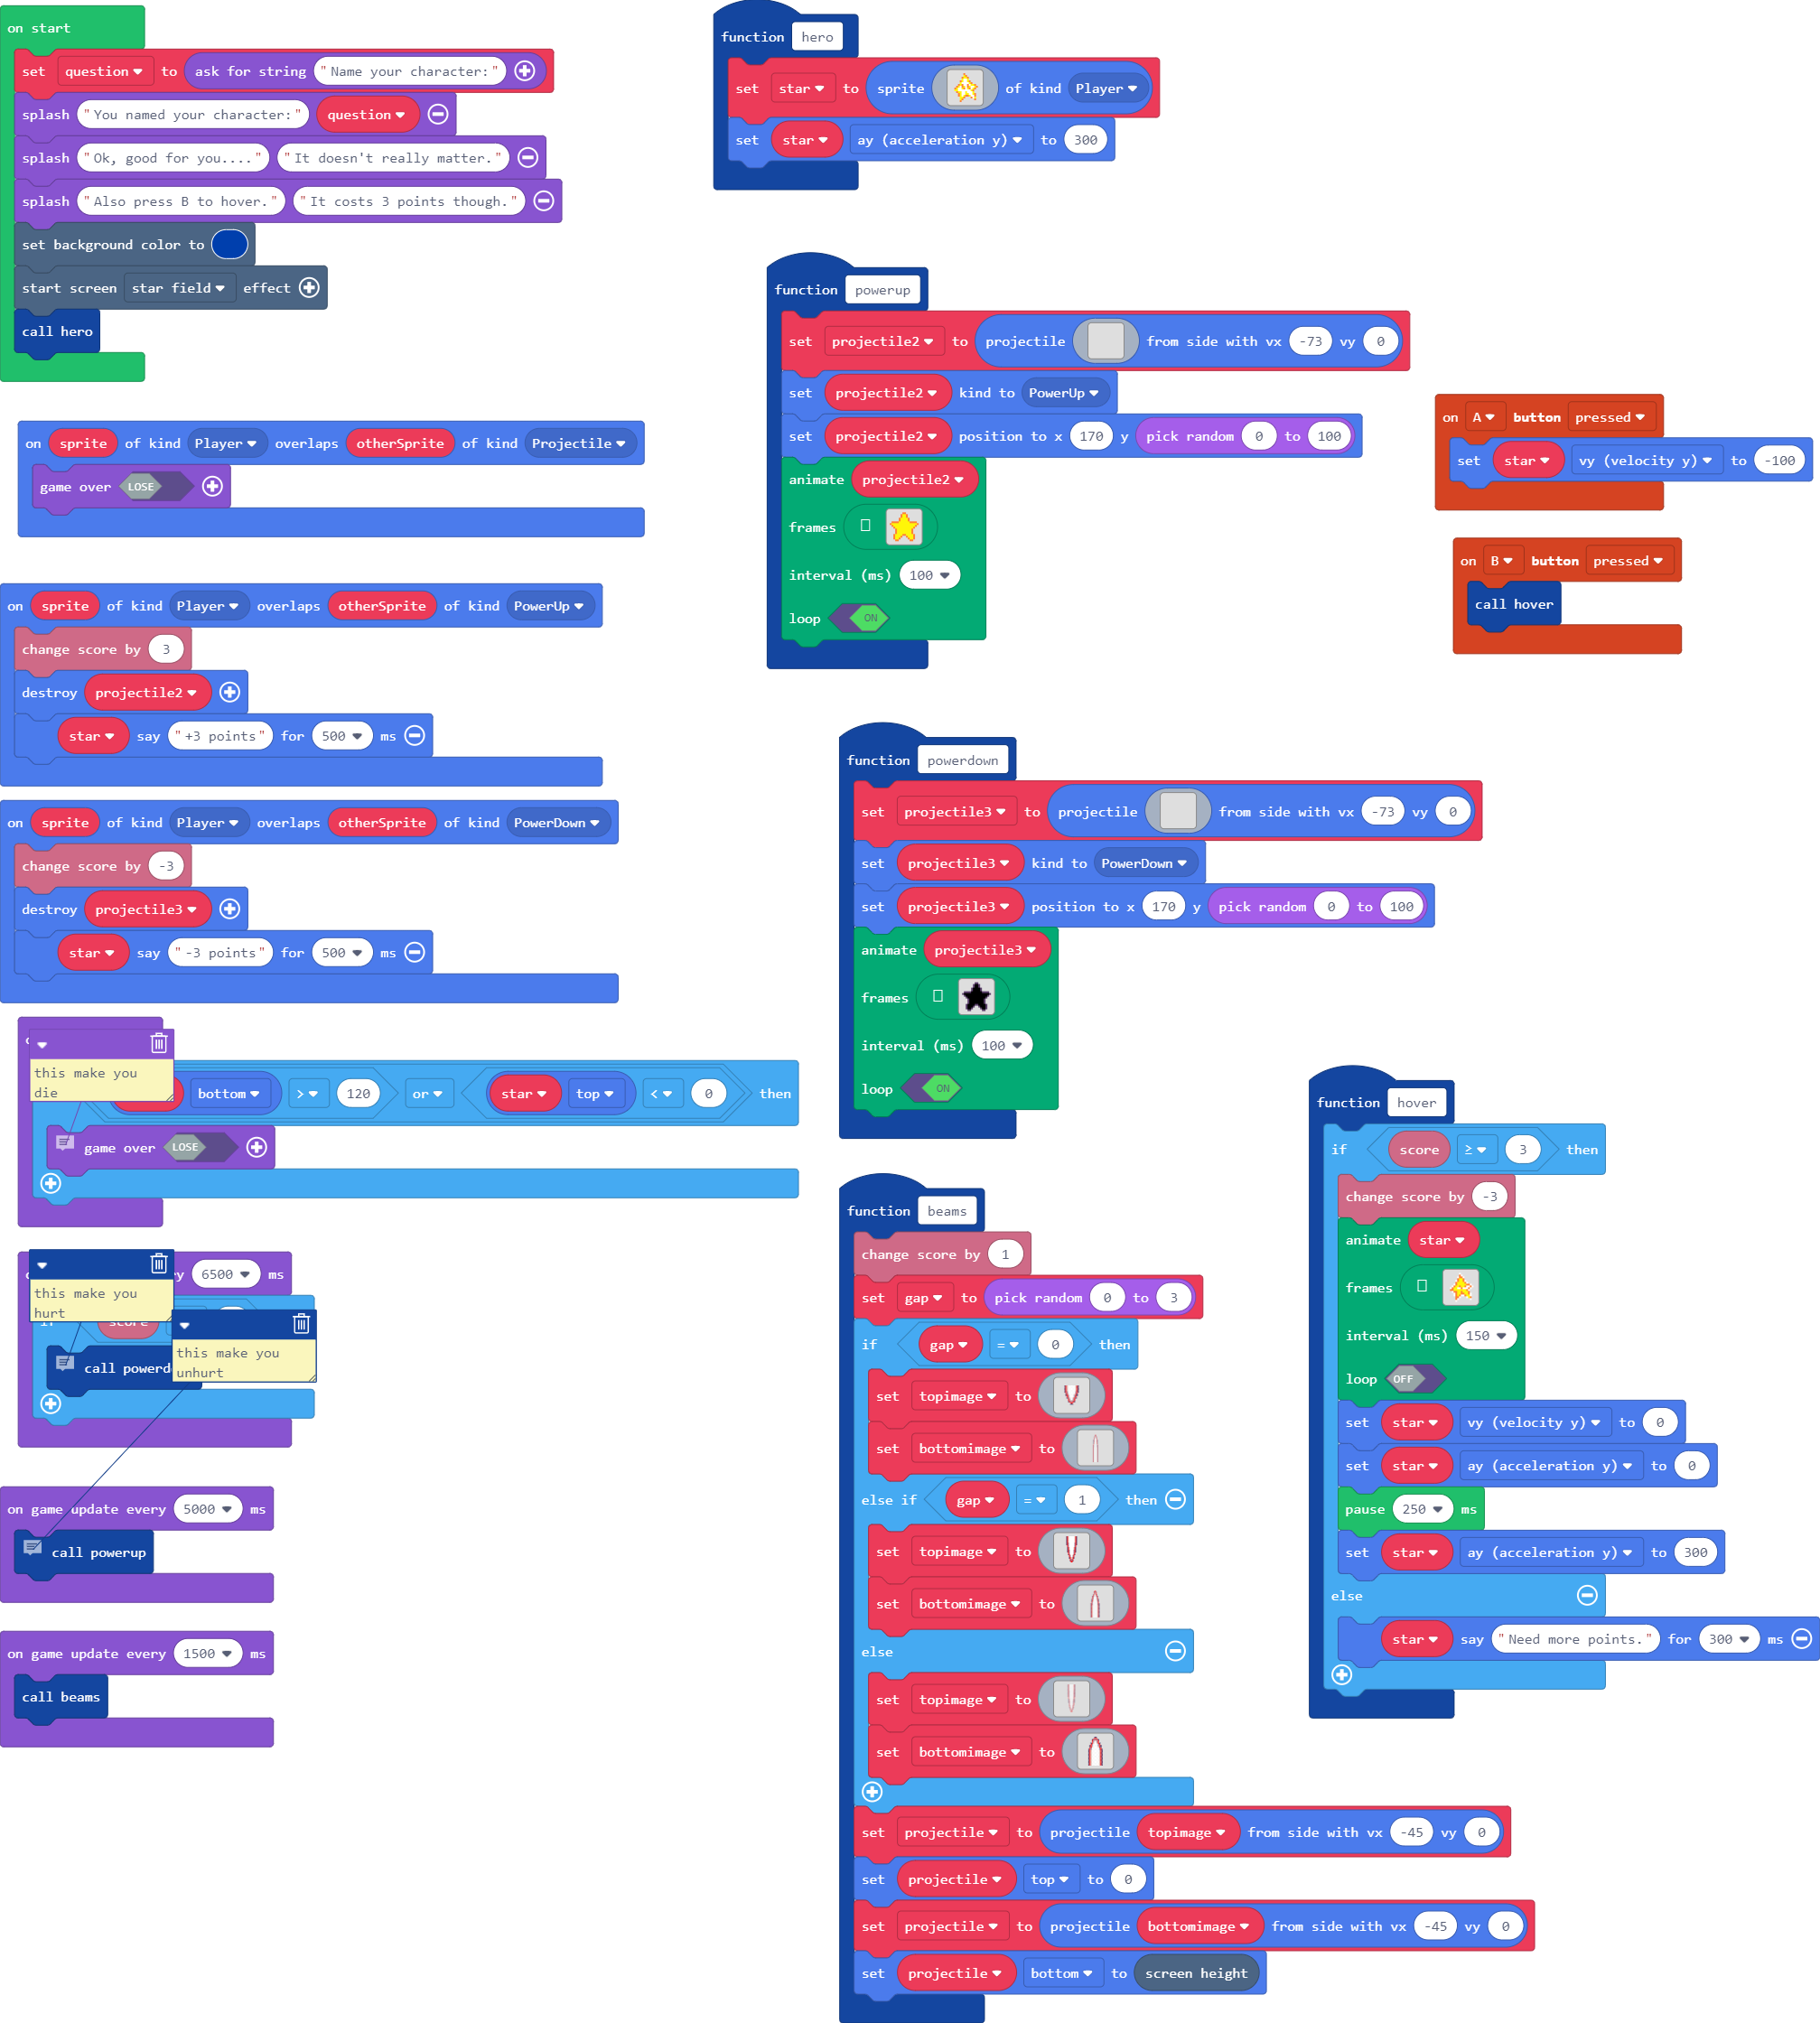 on start
set question to ask for string "Name your character:"
splash "You named your character:" question
splash "Ok, good for you...." "It doesn't really matter."
splash "Also press B to hover." "It costs 3 points though."
set background color to
start screen star field effect
call hero
on sprite of kind Player overlaps otherSprite of kind Projectile
game over LOSE
on sprite of kind Player overlaps otherSprite of kind PowerUp
change score by 3
destroy projectile2
star say "+3 points" for 500 ms
on sprite of kind Player overlaps otherSprite of kind PowerDown
change score by -3
destroy projectile3
star say "-3 points" for 500 ms
this make you
die
bottom > 120 or star top < 0 then
game over LOSE
6500 ms
this make you
hurt
if score
this make you
unhurt
call powerd
on game update every 5000 ms
call powerup
on game update every 1500 ms
call beams
function hero
set star to sprite of kind Player
set star ay (acceleration y) to 300
function powerup
set projectile2 to projectile from side with vx -73 vy 0
set projectile2 kind to PowerUp
set projectile2 position to x 170 y pick random 0 to 100
animate projectile2
frames
interval (ms) 100
loop ON
function powerdown
set projectile3 to projectile from side with vx -73 vy 0
set projectile3 kind to PowerDown
set projectile3 position to x 170 y pick random 0 to 100
animate projectile3
frames
interval (ms) 100
loop ON
function beams
change score by 1
set gap to pick random 0 to 3
if gap = 0 then
set topimage to
set bottomimage to
else if gap = 1 then
set topimage to
set bottomimage to
else
set topimage to
set bottomimage to
set projectile to projectile topimage from side with vx -45 vy 0
set projectile top to 0
set projectile to projectile bottomimage from side with vx -45 vy 0
set projectile bottom to screen height
on A button pressed
set star vy (velocity y) to -100
on B button pressed
call hover
function hover
if score ≥ 3 then
change score by -3
animate star
frames
interval (ms) 150
loop OFF
set star vy (velocity y) to 0
set star ay (acceleration y) to 0
pause 250 ms
set star ay (acceleration y) to 300
else
star say "Need more points." for 300 ms